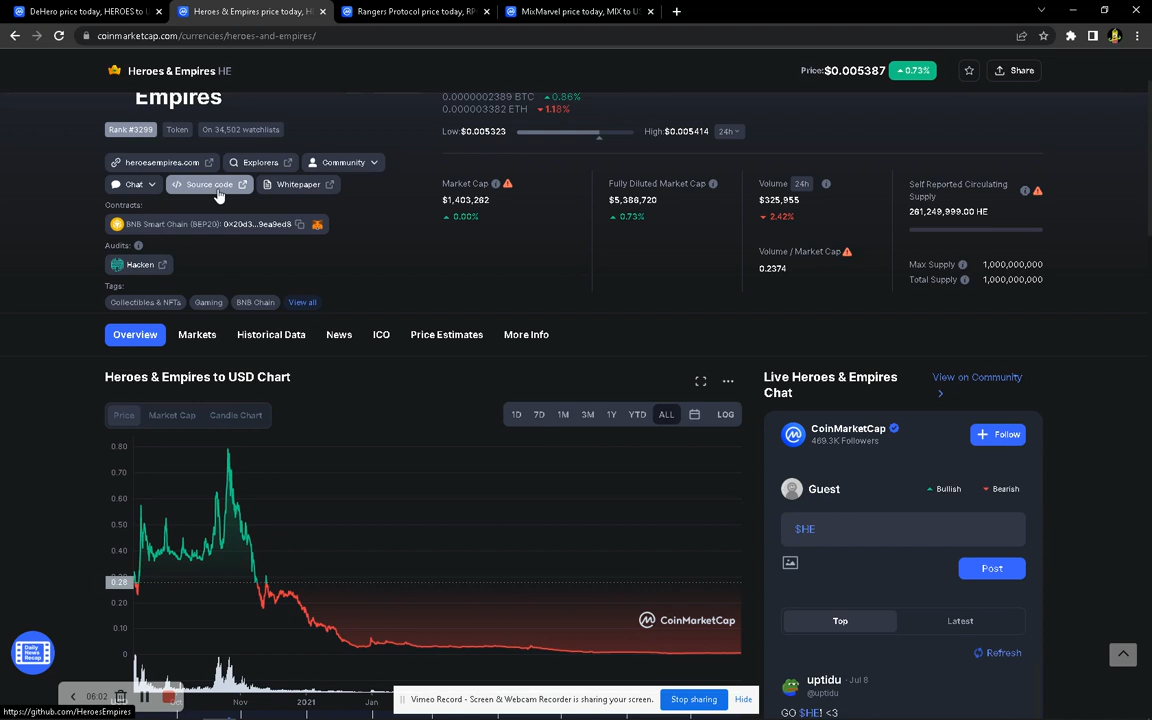 DeHero price today, HEROES to U
Heroes & Empires price today, H
Rangers Protocol price today, RP
MixMarvel price today, MIX to U
coinmarketcap.com/currencies/heroes-and-empires/
Heroes & Empires HE
Price: $0.005387
0.73%
Share
Empires
0.0000002389 BTC 0.86%
0.000003382 ETH 1.18%
Low: $0.005323
High: $0.005414
24h
Rank #3299
Token
On 34,502 watchlists
heroesempires.com
Explorers
Community
Chat
Source code
Whitepaper
Contracts:
BNB Smart Chain (BEP20): 0X20d3...9ea9ed8
Audits:
Hacken
Tags:
Collectibles & NFTs
Gaming
BNB Chain
View all
Market Cap
$1,403,262
0.00%
Fully Diluted Market Cap
$5,386,720
0.73%
Volume 24h
$325,955
2.42%
Volume / Market Cap
0.2374
Self Reported Circulating
Supply
261,249,999.00 HE
Max Supply 1,000,000,000
Total Supply 1,000,000,000
Overview
Markets
Historical Data
News
ICO
Price Estimates
More Info
Heroes & Empires to USD Chart
Price
Market Cap
Candle Chart
1D
7D
1M
3M
1Y
YTD
ALL
LOG
0.80
0.70
0.60
0.50
0.40
0.28
0.20
0.10
0
CoinMarketCap
Oct
Nov
2021
Jan
Live Heroes & Empires
Chat
View on Community
CoinMarketCap
469.3K Followers
Follow
Guest
Bullish
Bearish
$HE
Post
Top
Latest
Refresh
uptidu Jul 8
@uptidu
GO $HE! <3
Daily
News
Recap
06:02
Vimeo Record - Screen & Webcam Recorder is sharing your screen.
Stop sharing
Hide
https://github.com/HeroesEmpires